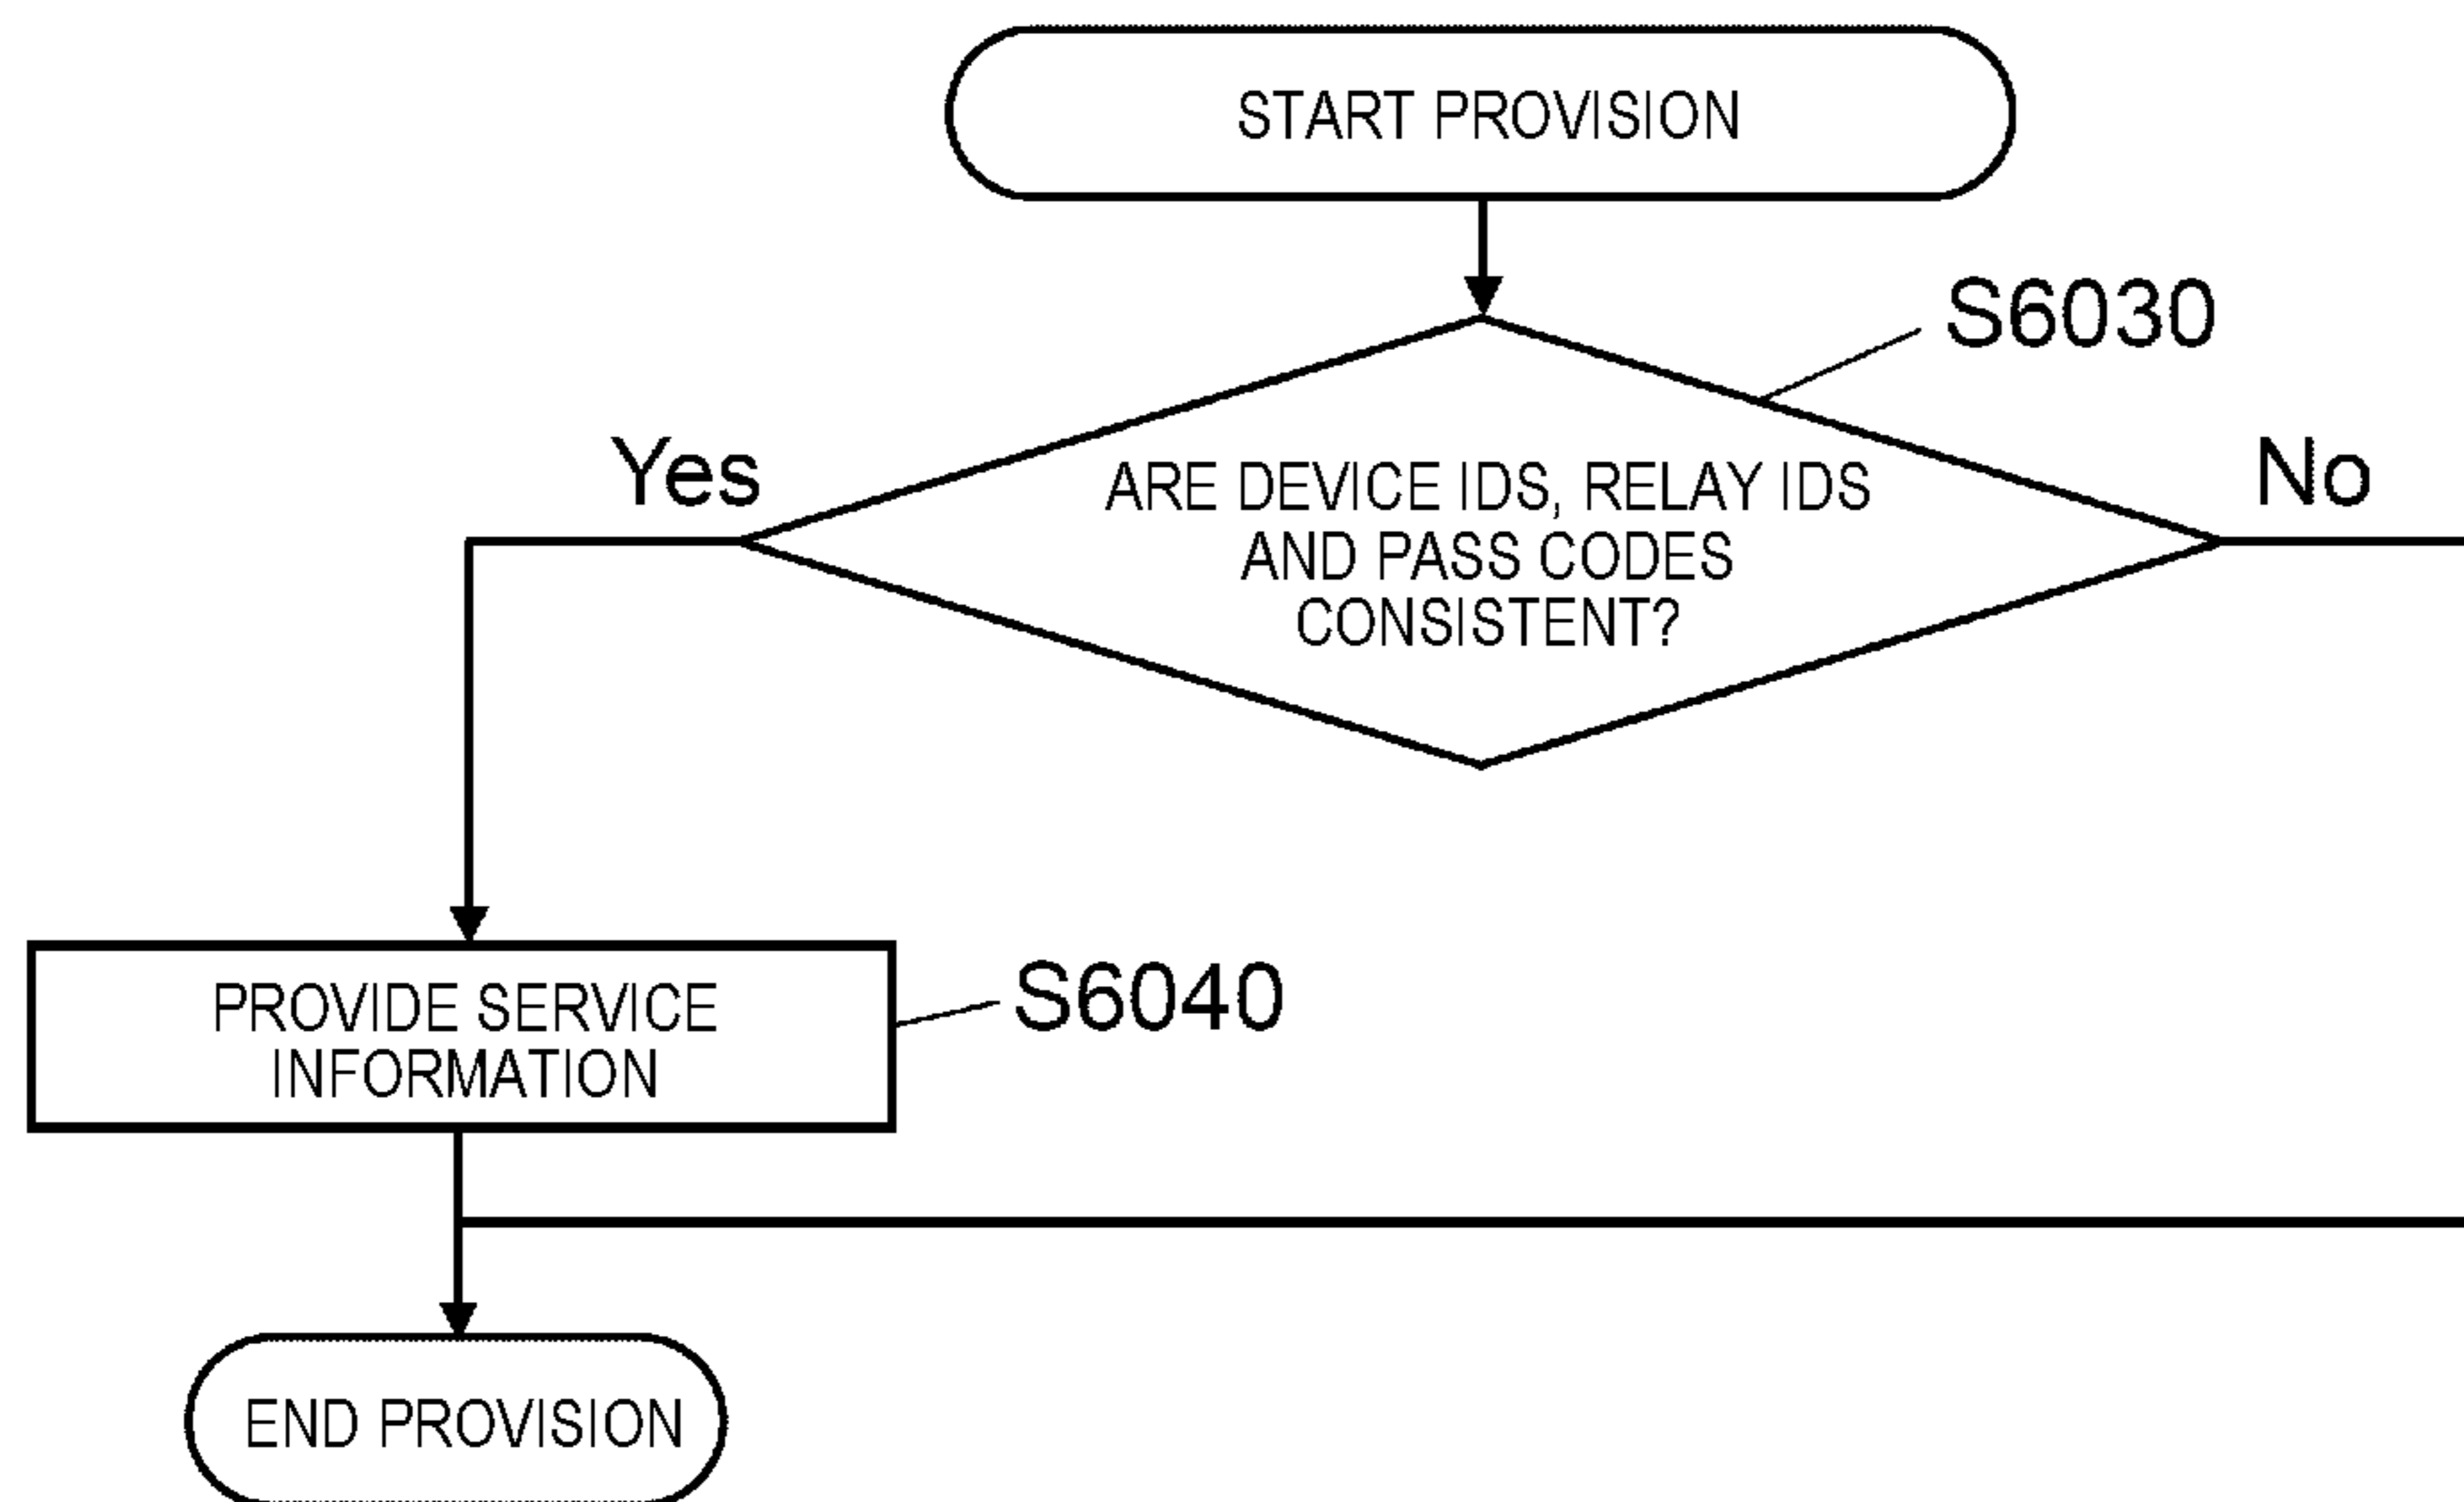 START PROVISION
S6030
Yes
No
ARE DEVICE IDS, RELAY IDS
AND PASS CODES
CONSISTENT?
PROVIDE SERVICE
INFORMATION
S6040
END PROVISION